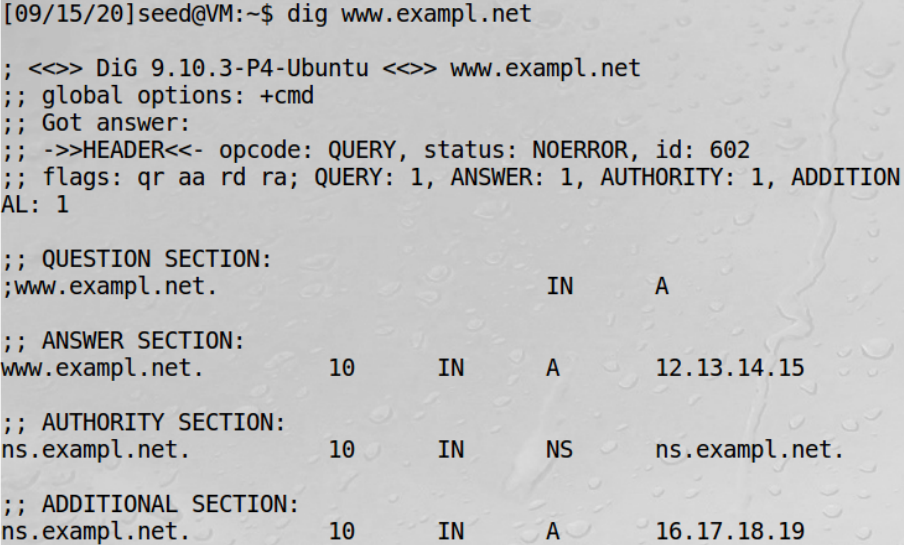 [09/15/20]seed@VM:~$ dig www.exampl.net
; <<>> DiG 9.10.3-P4-Ubuntu <<>> www.exampl.net
;; global options: +cmd
;; Got answer:
;; ->>HEADER<<- opcode: QUERY, status: NOERROR, id: 602
;; flags: qr aa rd ra; QUERY: 1, ANSWER: 1, AUTHORITY: 1, ADDITION
AL: 1
;; QUESTION SECTION:
;www.exampl.net. IN A
;; ANSWER SECTION:
www.exampl.net. 10 IN A 12.13.14.15
;; AUTHORITY SECTION:
ns.exampl.net. 10 IN NS ns.exampl.net.
;; ADDITIONAL SECTION:
ns.exampl.net. 10 IN A 16.17.18.19